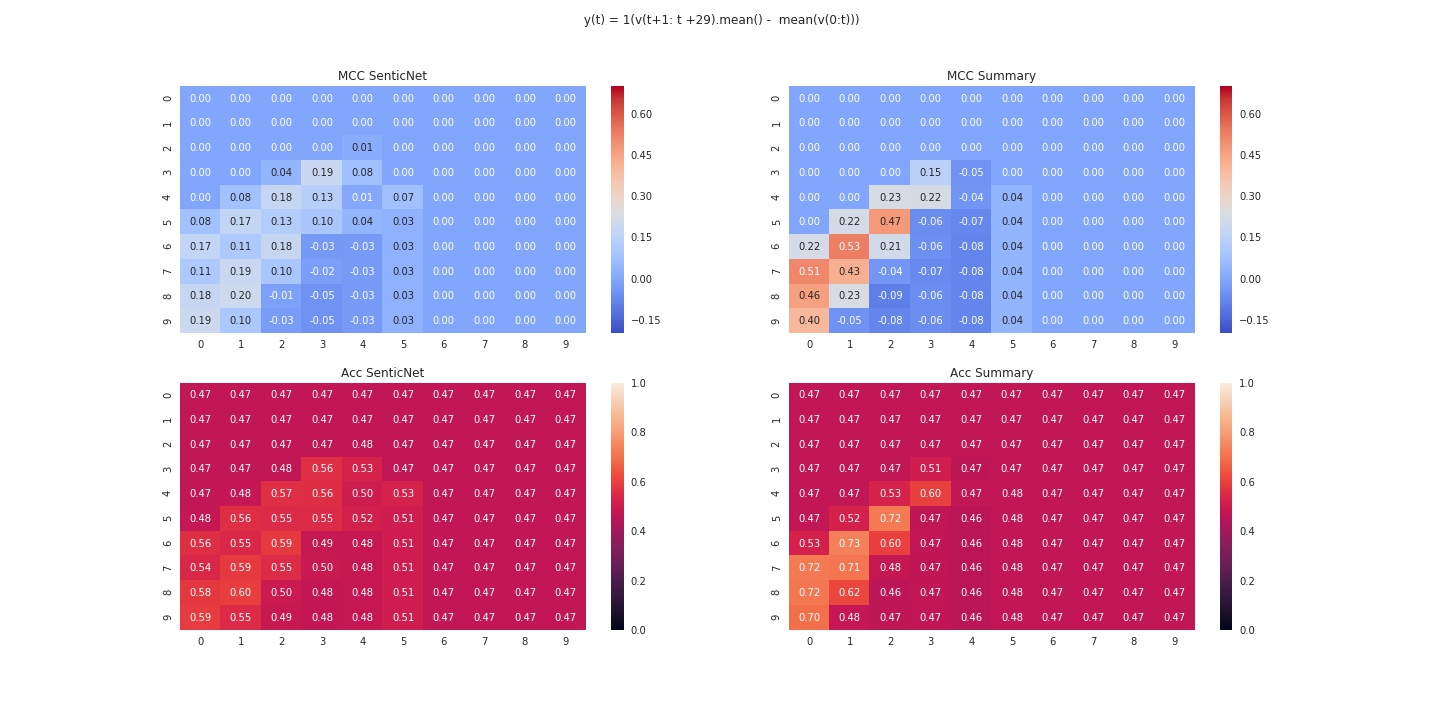 y(t) = 1(v(t+1: t +29).mean() - mean(v(0:t)))
MCC SenticNet
0 0.00 0.00 0.00 0.00 0.00 0.00 0.00 0.00 0.00 0.00
1 0.00 0.00 0.00 0.00 0.00 0.00 0.00 0.00 0.00 0.00
2 0.00 0.00 0.00 0.00 0.01 0.00 0.00 0.00 0.00 0.00
3 0.00 0.00 0.04 0.19 0.08 0.00 0.00 0.00 0.00 0.00
4 0.00 0.08 0.18 0.13 0.01 0.07 0.00 0.00 0.00 0.00
5 0.08 0.17 0.13 0.10 0.04 0.03 0.00 0.00 0.00 0.00
6 0.17 0.11 0.18 -0.03 -0.03 0.03 0.00 0.00 0.00 0.00
7 0.11 0.19 0.10 -0.02 -0.03 0.03 0.00 0.00 0.00 0.00
8 0.18 0.20 -0.01 -0.05 -0.03 0.03 0.00 0.00 0.00 0.00
9 0.19 0.10 -0.03 -0.05 -0.03 0.03 0.00 0.00 0.00 0.00
0 1 2 3 4 5 6 7 8 9
0.60
0.45
0.30
0.15
0.00
−0.15
MCC Summary
0 0.00 0.00 0.00 0.00 0.00 0.00 0.00 0.00 0.00 0.00
1 0.00 0.00 0.00 0.00 0.00 0.00 0.00 0.00 0.00 0.00
2 0.00 0.00 0.00 0.00 0.00 0.00 0.00 0.00 0.00 0.00
3 0.00 0.00 0.00 0.15 -0.05 0.00 0.00 0.00 0.00 0.00
4 0.00 0.00 0.23 0.22 -0.04 0.04 0.00 0.00 0.00 0.00
5 0.00 0.22 0.47 -0.06 -0.07 0.04 0.00 0.00 0.00 0.00
6 0.22 0.53 0.21 -0.06 -0.08 0.04 0.00 0.00 0.00 0.00
7 0.51 0.43 -0.04 -0.07 -0.08 0.04 0.00 0.00 0.00 0.00
8 0.46 0.23 -0.09 -0.06 -0.08 0.04 0.00 0.00 0.00 0.00
9 0.40 -0.05 -0.08 -0.06 -0.08 0.04 0.00 0.00 0.00 0.00
0 1 2 3 4 5 6 7 8 9
0.60
0.45
0.30
0.15
0.00
−0.15
Acc SenticNet
0 0.47 0.47 0.47 0.47 0.47 0.47 0.47 0.47 0.47 0.47
1 0.47 0.47 0.47 0.47 0.47 0.47 0.47 0.47 0.47 0.47
2 0.47 0.47 0.47 0.47 0.48 0.47 0.47 0.47 0.47 0.47
3 0.47 0.47 0.48 0.56 0.53 0.47 0.47 0.47 0.47 0.47
4 0.47 0.48 0.57 0.56 0.50 0.53 0.47 0.47 0.47 0.47
5 0.48 0.56 0.55 0.55 0.52 0.51 0.47 0.47 0.47 0.47
6 0.56 0.55 0.59 0.49 0.48 0.51 0.47 0.47 0.47 0.47
7 0.54 0.59 0.55 0.50 0.48 0.51 0.47 0.47 0.47 0.47
8 0.58 0.60 0.50 0.48 0.48 0.51 0.47 0.47 0.47 0.47
9 0.59 0.55 0.49 0.48 0.48 0.51 0.47 0.47 0.47 0.47
0 1 2 3 4 5 6 7 8 9
1.0
0.8
0.6
0.4
0.2
0.0
Acc Summary
0 0.47 0.47 0.47 0.47 0.47 0.47 0.47 0.47 0.47 0.47
1 0.47 0.47 0.47 0.47 0.47 0.47 0.47 0.47 0.47 0.47
2 0.47 0.47 0.47 0.47 0.47 0.47 0.47 0.47 0.47 0.47
3 0.47 0.47 0.47 0.51 0.47 0.47 0.47 0.47 0.47 0.47
4 0.47 0.47 0.53 0.60 0.47 0.48 0.47 0.47 0.47 0.47
5 0.47 0.52 0.72 0.47 0.46 0.48 0.47 0.47 0.47 0.47
6 0.53 0.73 0.60 0.47 0.46 0.48 0.47 0.47 0.47 0.47
7 0.72 0.71 0.48 0.47 0.46 0.48 0.47 0.47 0.47 0.47
8 0.72 0.62 0.46 0.47 0.46 0.48 0.47 0.47 0.47 0.47
9 0.70 0.48 0.47 0.47 0.46 0.48 0.47 0.47 0.47 0.47
0 1 2 3 4 5 6 7 8 9
1.0
0.8
0.6
0.4
0.2
0.0